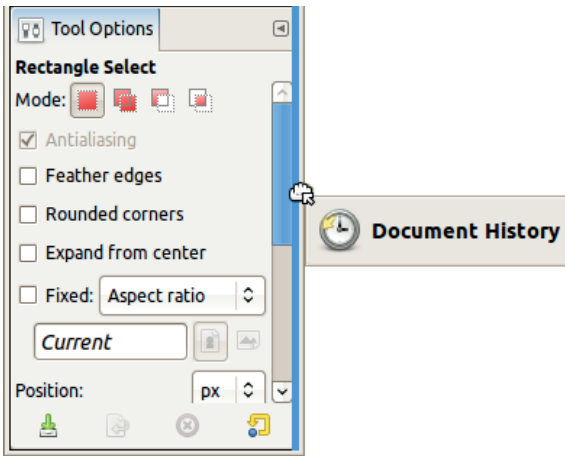 Tool Options
Rectangle Select
Mode:
Antialiasing
Feather edges
Rounded corners
Expand from center
Fixed: Aspect ratio
Current
Position: px
Document History